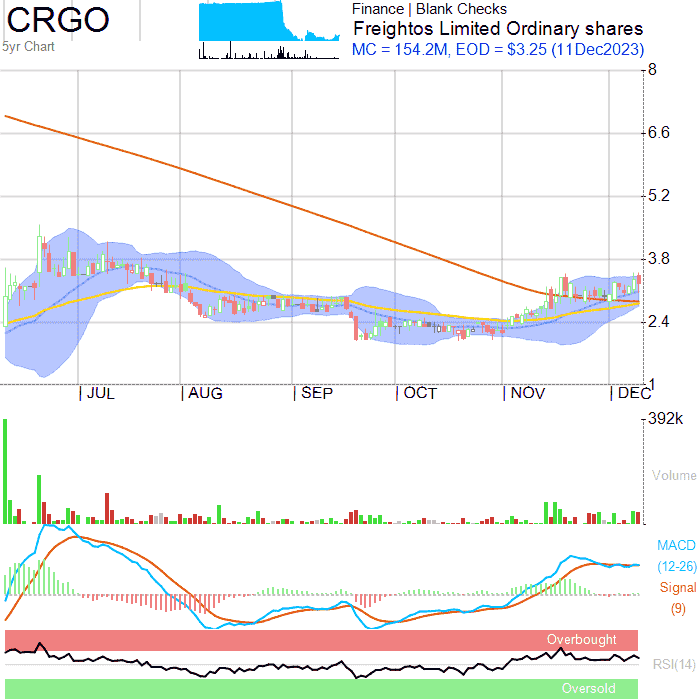 CRGO
5yr Chart
Finance | Blank Checks
Freightos Limited Ordinary shares
MC = 154.2M, EOD = $3.25 (11Dec2023)
8
6.6
5.2
3.8
2.4
1
JUL AUG SEP OCT NOV DEC
392k
Volume
MACD
(12-26)
Signal
(9)
Overbought
RSI(14)
Oversold